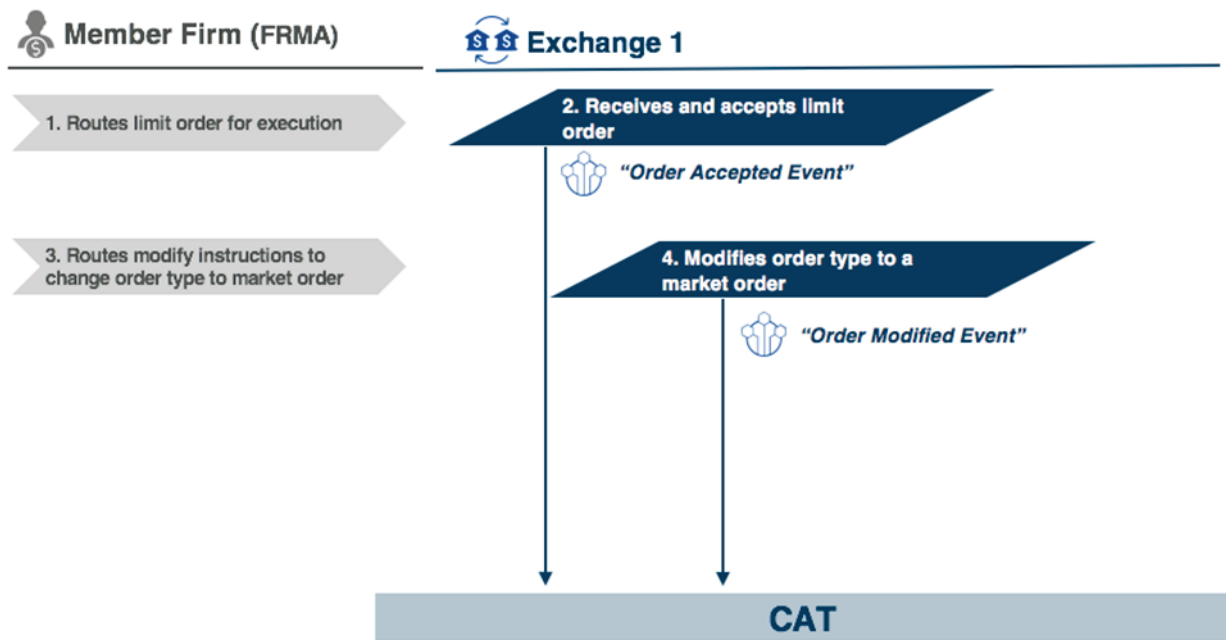 Member Firm (FRMA)
Exchange 1
1. Routes limit order for execution
2. Receives and accepts limit
order
“Order Accepted Event”
3. Routes modify instructions to
change order type to market order
4. Modifies order type to a
market order
“Order Modified Event”
CAT